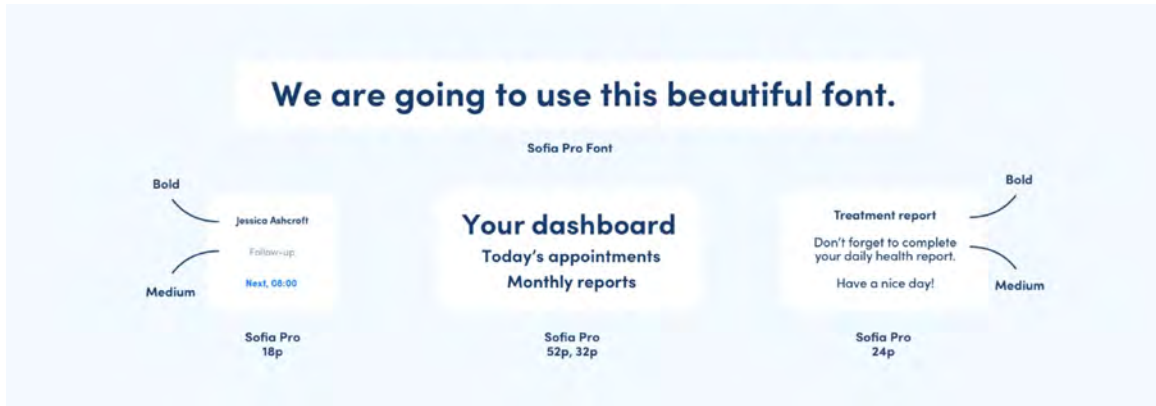 We are going to use this beautiful font.
Sofia Pro Font
Bold
Jessica Ashcroft
Follow-up
Next, 08:00
Medium
Sofia Pro
18p
Your dashboard
Today's appointments
Monthly reports
Sofia Pro
52p, 32p
Bold
Treatment report
Don't forget to complete
your daily health report.
Have a nice day!
Medium
Sofia Pro
24p